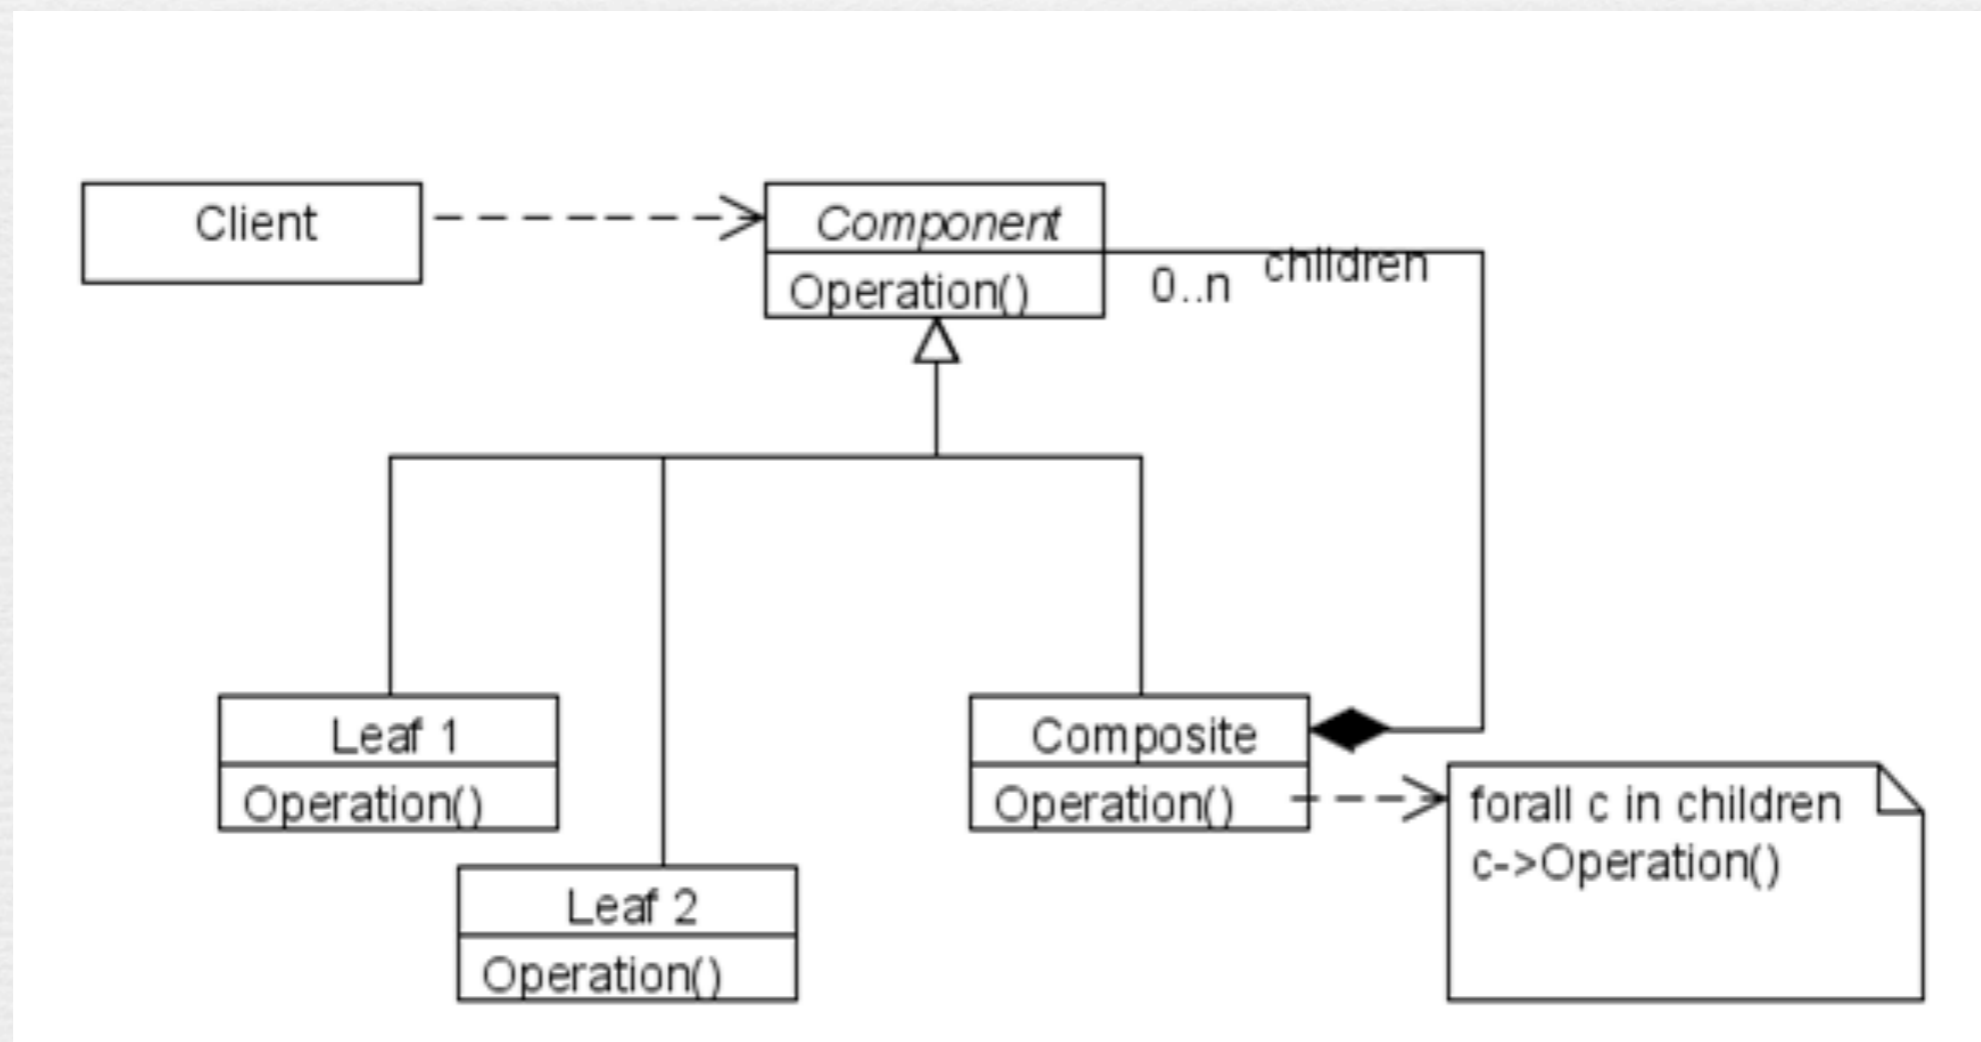 Client
Component
Operation()
0..n
children
Leaf 1
Operation()
Leaf 2
Operation()
Composite
Operation()
forall c in children
c->Operation()